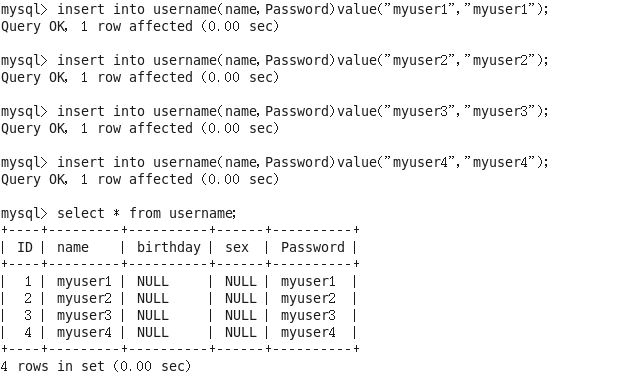 mysql> insert into username(name,Password)value("myuser1","myuser1");
Query OK, 1 row affected (0.00 sec)

mysql> insert into username(name,Password)value("myuser2","myuser2");
Query OK, 1 row affected (0.00 sec)

mysql> insert into username(name,Password)value("myuser3","myuser3");
Query OK, 1 row affected (0.00 sec)

mysql> insert into username(name,Password)value("myuser4","myuser4");
Query OK, 1 row affected (0.00 sec)

mysql> select * from username;
+----+---------+----------+------+----------+
| ID | name    | birthday | sex  | Password |
+----+---------+----------+------+----------+
|  1 | myuser1 | NULL     | NULL | myuser1  |
|  2 | myuser2 | NULL     | NULL | myuser2  |
|  3 | myuser3 | NULL     | NULL | myuser3  |
|  4 | myuser4 | NULL     | NULL | myuser4  |
+----+---------+----------+------+----------+
4 rows in set (0.00 sec)